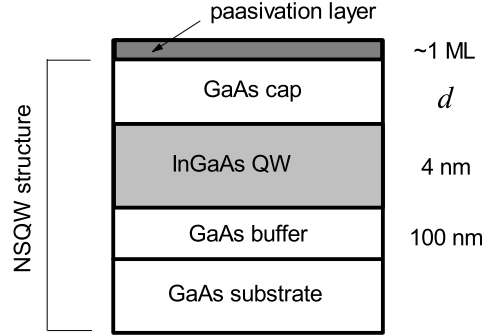 paasivation layer
~1 ML
GaAs cap
d
InGaAs QW
4 nm
GaAs buffer
100 nm
GaAs substrate
NSQW structure